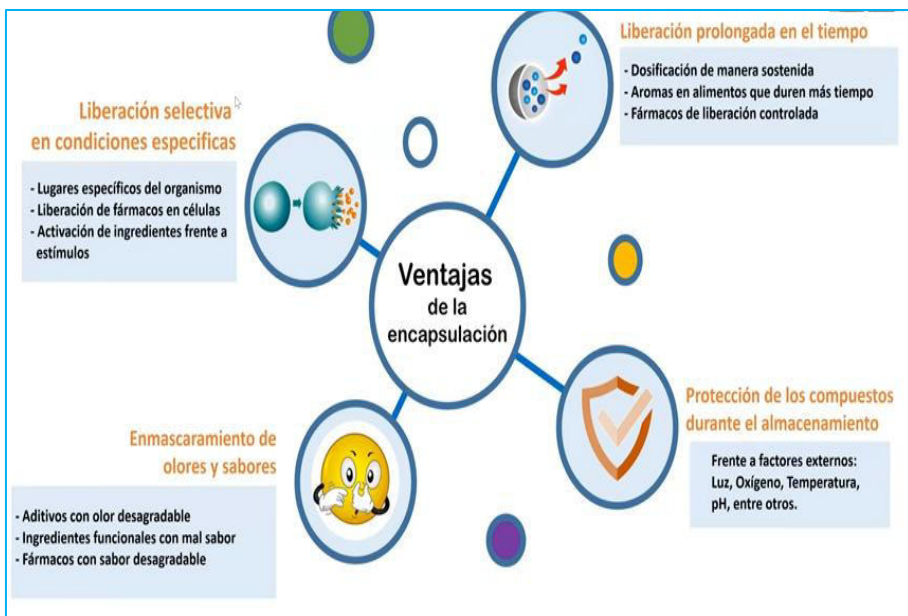 Liberación prolongada en el tiempo
- Dosificación de manera sostenida
- Aromas en alimentos que duren más tiempo
- Fármacos de liberación controlada
Liberación selectiva
en condiciones especificas
- Lugares específicos del organismo
- Liberación de fármacos en células
- Activación de ingredientes frente a
estímulos
Ventajas
de la
encapsulación
Enmascaramiento de
olores y sabores
- Aditivos con olor desagradable
- Ingredientes funcionales con mal sabor
- Fármacos con sabor desagradable
Protección de los compuestos
durante el almacenamiento
Frente a factores externos:
Luz, Oxígeno, Temperatura,
pH, entre otros.